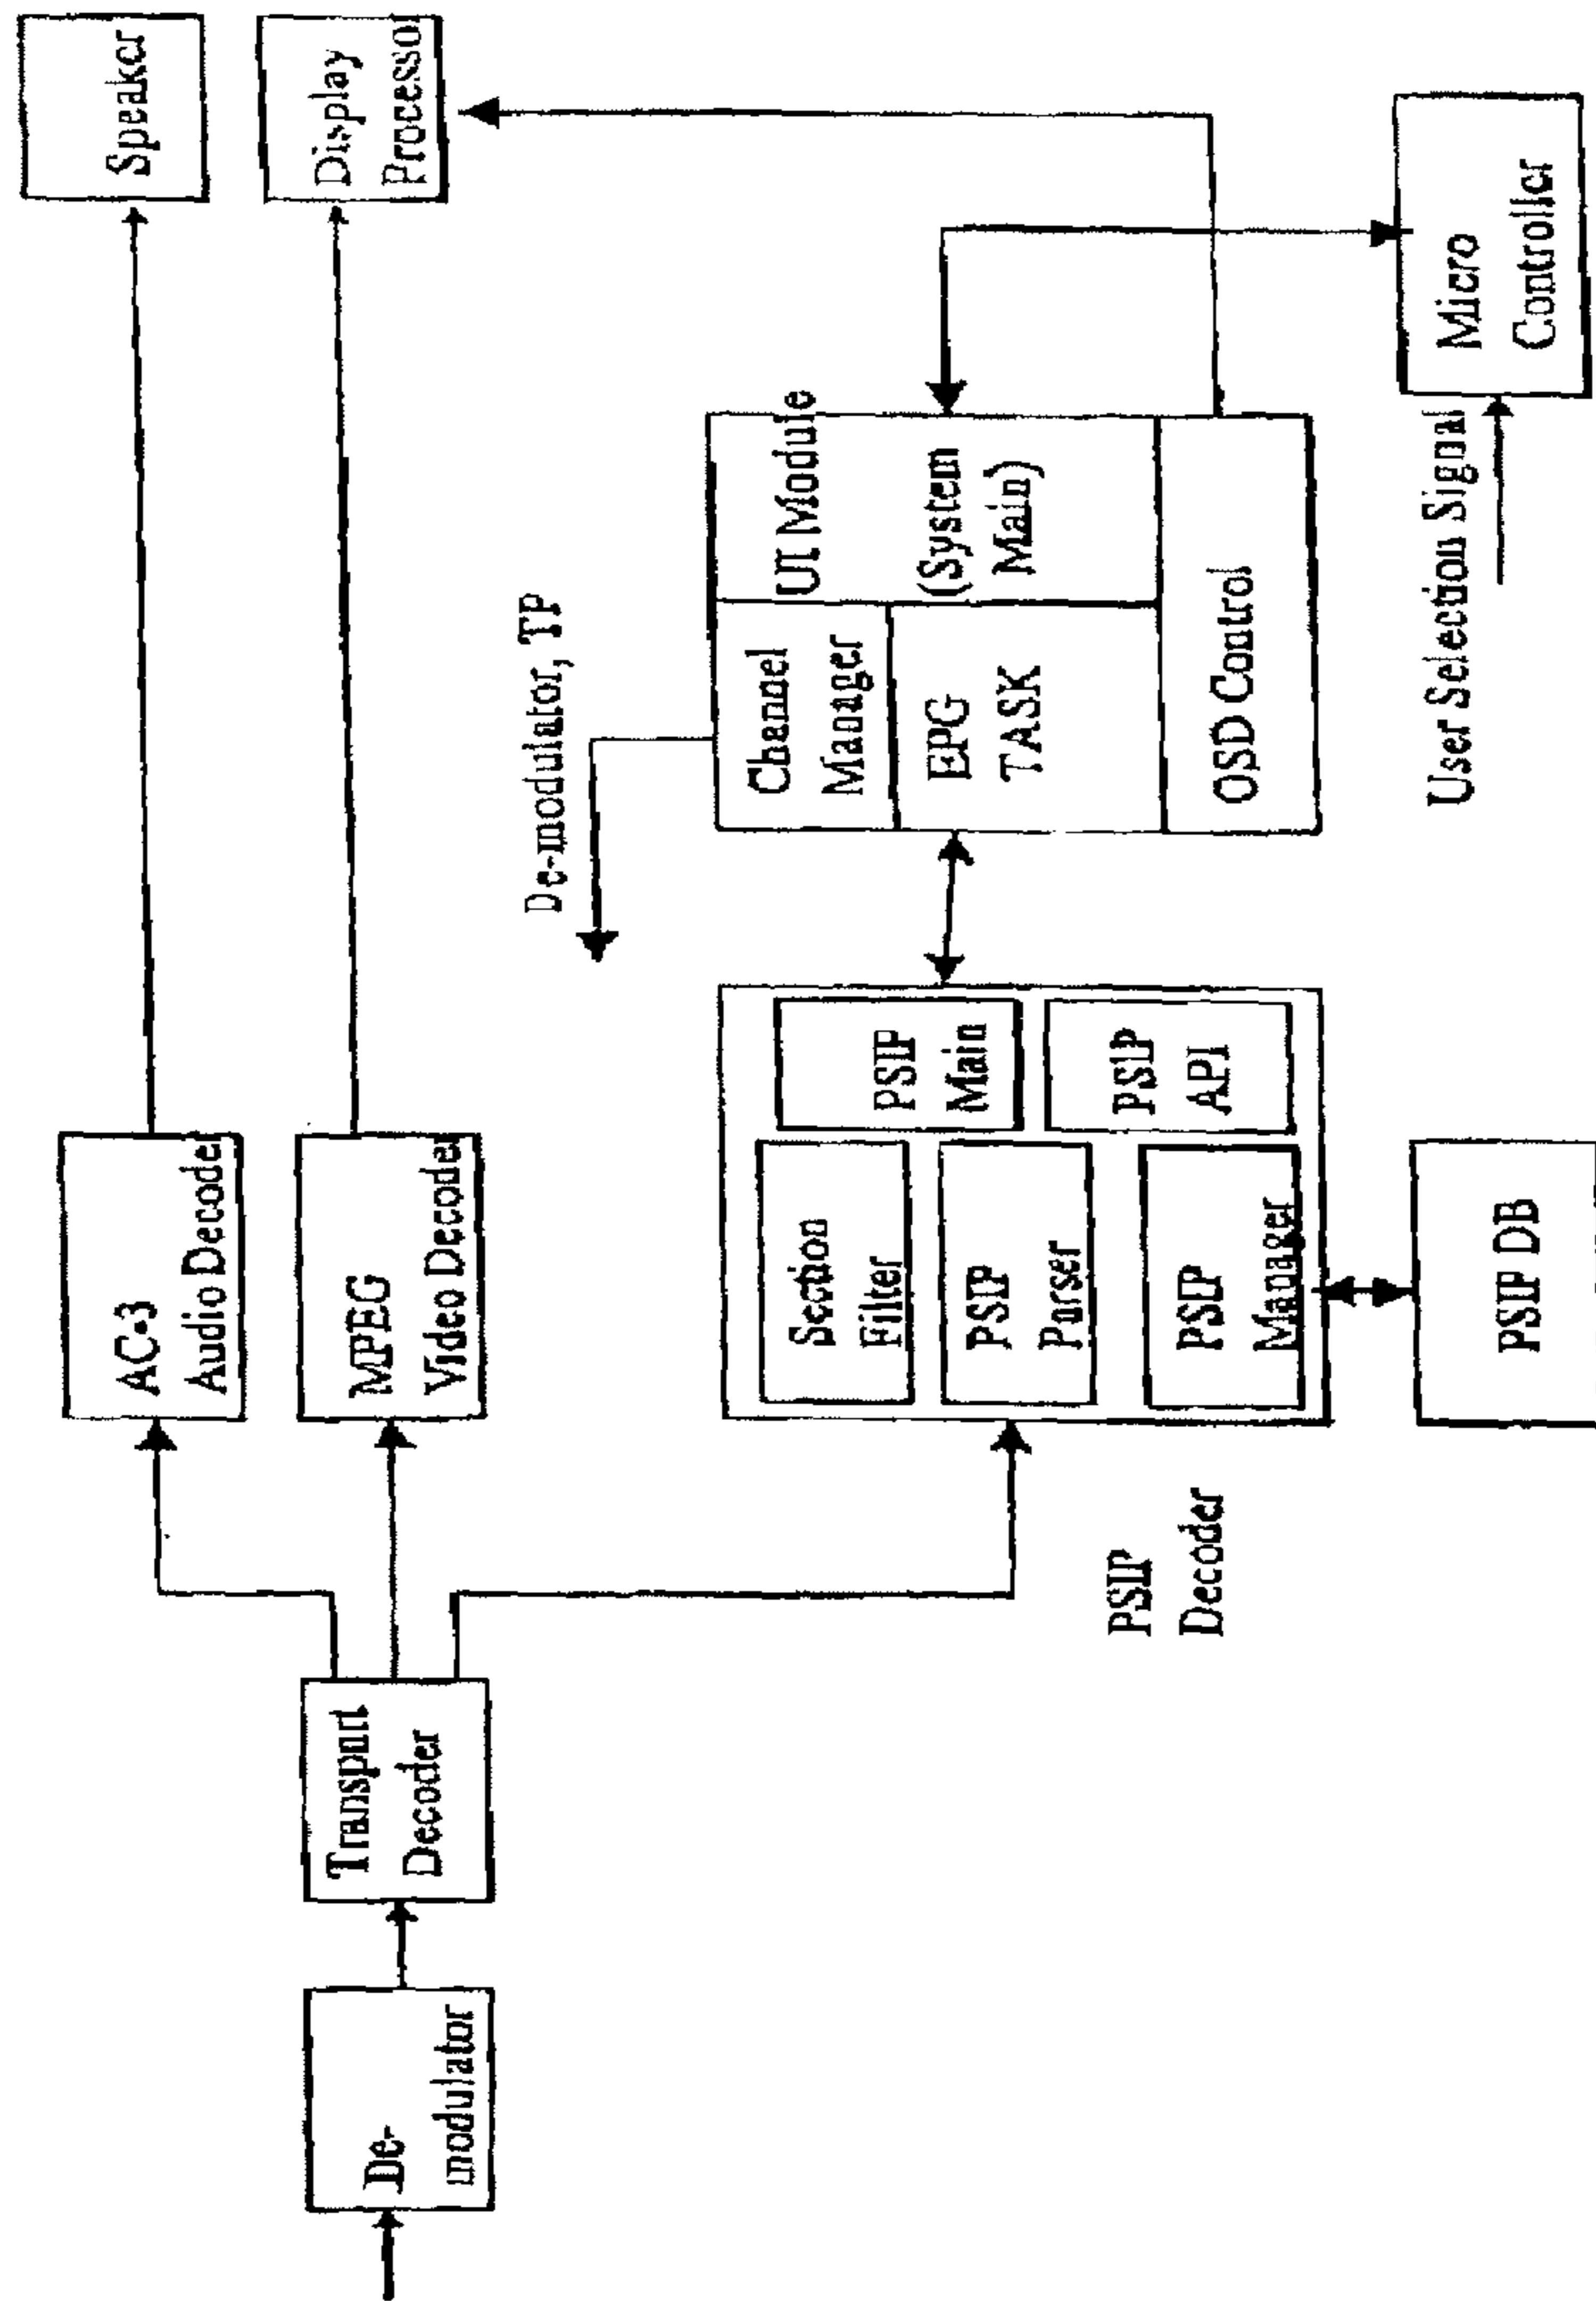 De-
modulator
Transport
Decoder
AC-3
Audio Decoder
MPEG
Video Decoder
Speaker
Display
Processor
PSIP
Decoder
Section
Filter
PSIP
Parser
PSIP
Manager
PSIP
Main
PSIP
API
PSIP DB
De-modulator, TP
Channel
Manager
EPG
TASK
UI Module
(System
Main)
OSD Control
User Selection Signal
Micro
Controller